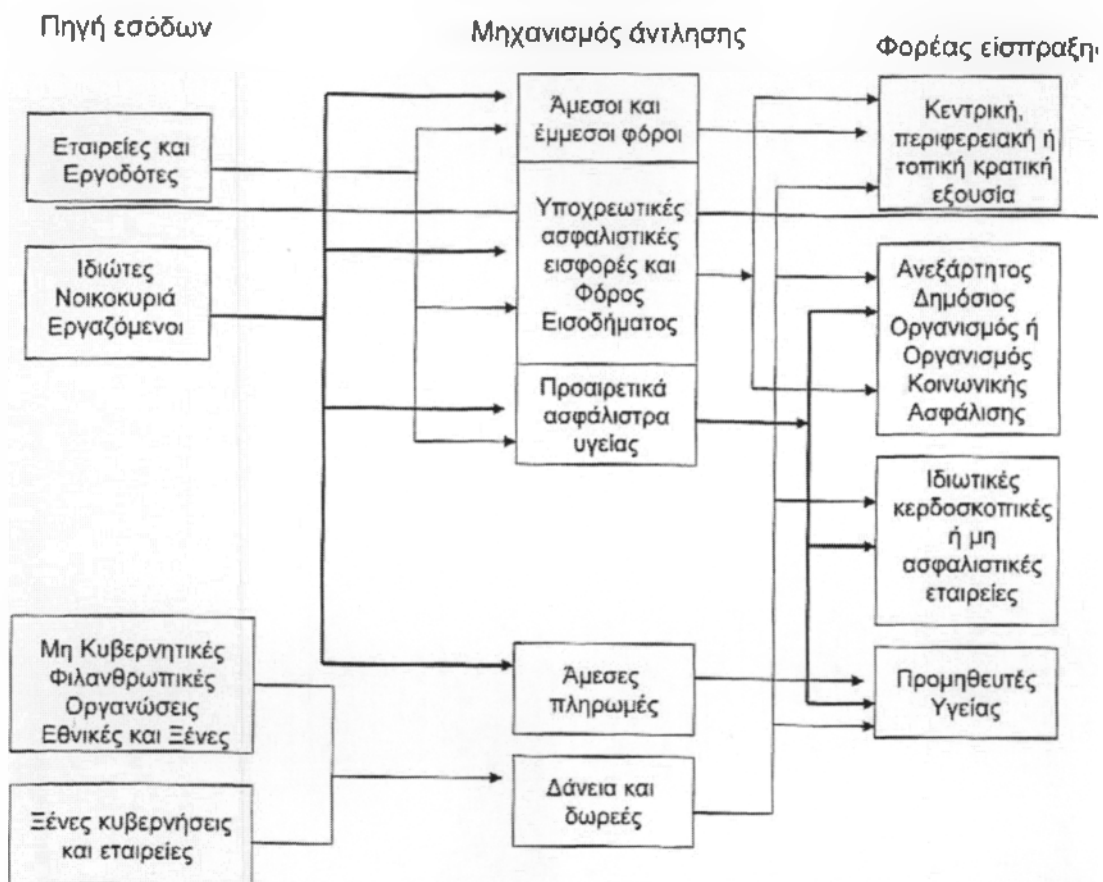 Πηγή εσόδων
Μηχανισμός άντλησης
Φορέας είσπραξη
Εταιρείες και
Εργοδότες
Ιδιώτες
Νοικοκυριά
Εργαζόμενοι
Μη Κυβερνητικές
Φιλανθρωπικές
Οργανώσεις
Εθνικές και Ξένες
Ξένες κυβερνήσεις
και εταιρείες
Άμεσοι και
έμμεσοι φόροι
Υποχρεωτικές
ασφαλιστικές
εισφορές και
Φόρος
Εισοδήματος
Προαιρετικά
ασφάλιστρα
υγείας
Άμεσες
πληρωμές
Δάνεια και
δωρεές
Κεντρική,
περιφερειακή ή
τοπική κρατική
εξουσία
Ανεξάρτητος
Δημόσιος
Οργανισμός ή
Οργανισμός
Κοινωνικής
Ασφάλισης
Ιδιωτικές
κερδοσκοπικές
ή μη
ασφαλιστικές
εταιρείες
Προμηθευτές
Υγείας